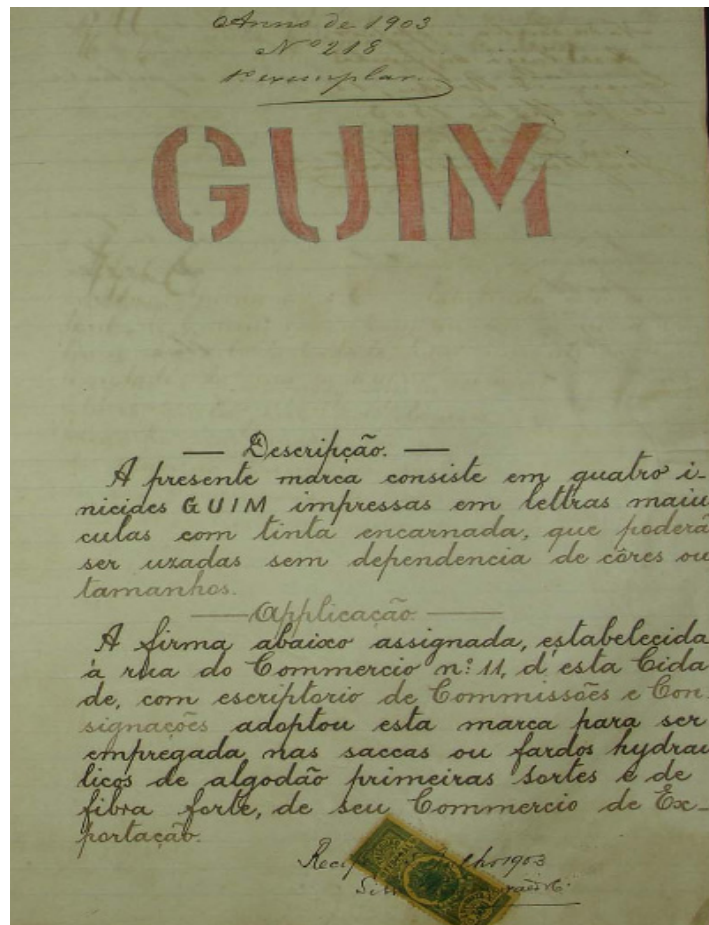 Anno de 1903
Nº 218
1º exemplar.
GUIM
— Descripção. —
A presente marca consiste em quatro i-
niciaes GUIM impressas em lettras maiu
culas com tinta encarnada, que poderá
ser uzadas sem dependencia de côres ou
tamanhos.
— Applicação. —
A firma abaixo assignada, estabelecida
á rua do Commercio n.º 11, d'esta Cida
de, com escriptorio de Commissões e Con
signações adoptou esta marca para ser
empregada nas saccas ou fardos hydrau
licos de algodão primeiras sortes e de
fibra forte, de seu Commercio de Ex-
portação.
1903